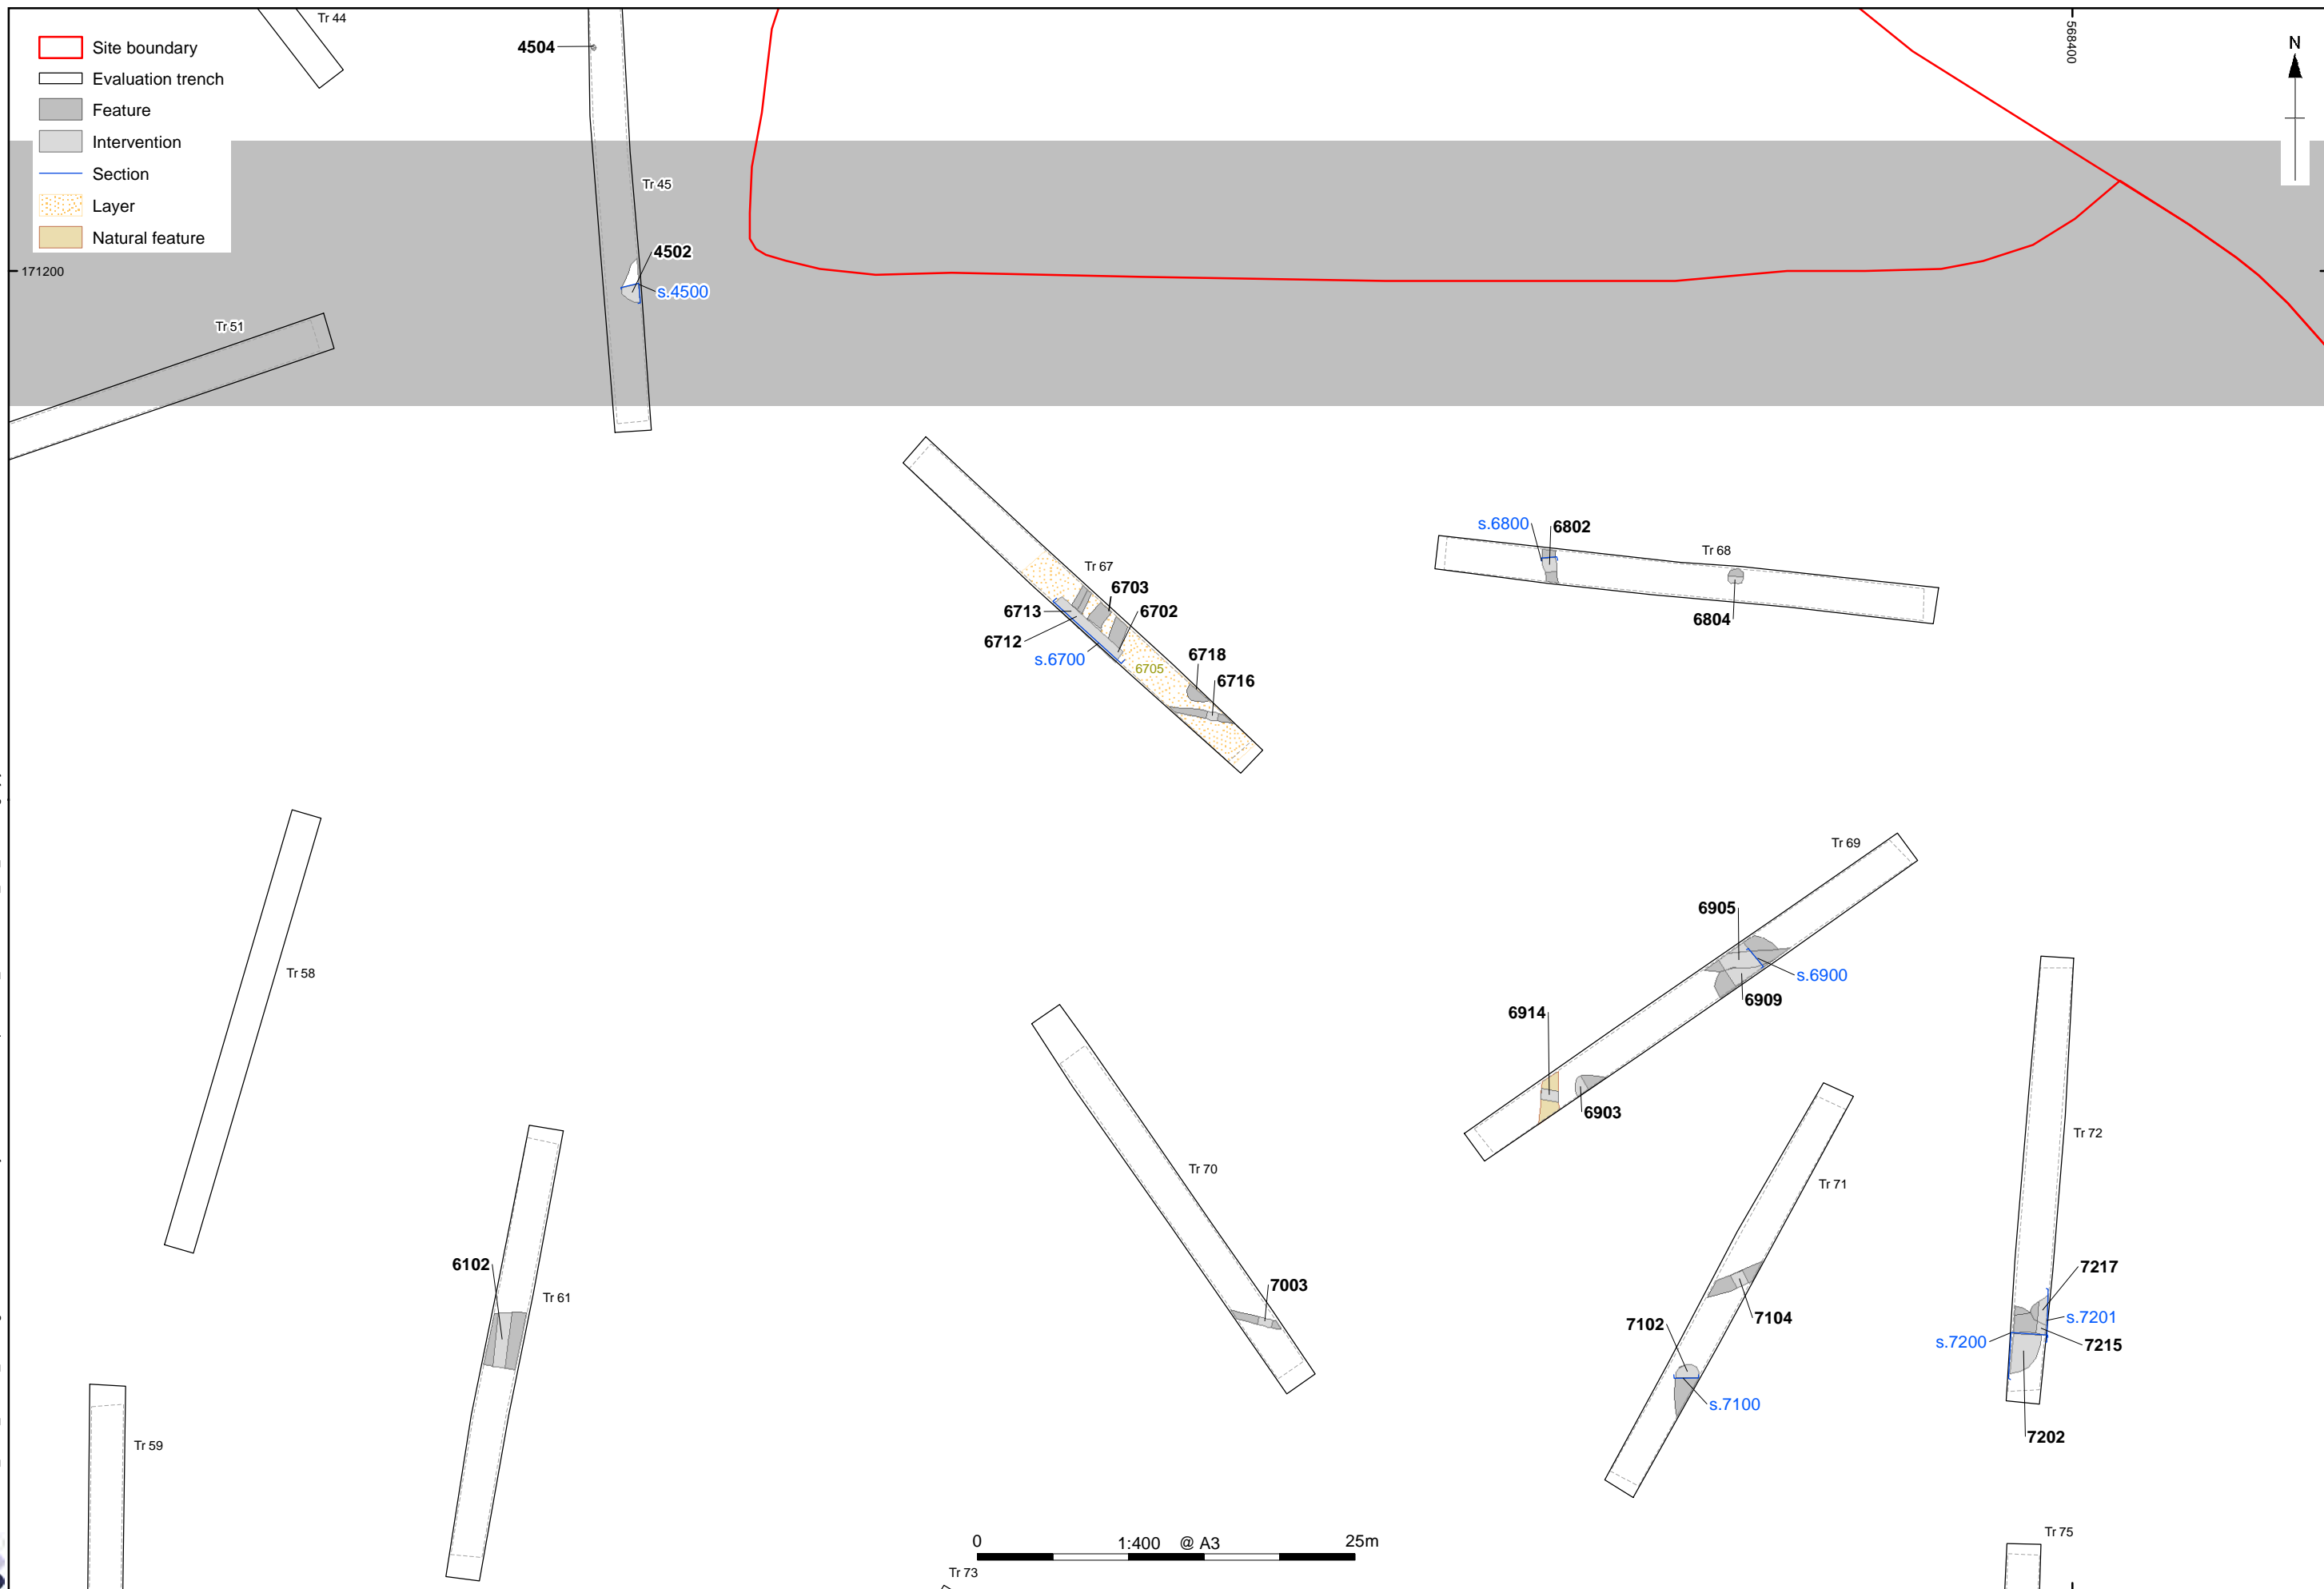 Tr 44
568400
N
Site boundary
Evaluation trench
Feature
Intervention
Section
Layer
Natural feature
4504
Tr 45
4502
s.4500
171200
Tr 51
s.6800
6802
Tr 68
6804
Tr 67
6703
6713
6702
6712
s.6700
6705
6718
6716
Tr 69
6905
s.6900
6909
6914
6903
Tr 58
Tr 70
Tr 72
Tr 71
6102
Tr 61
7003
7217
7104
s.7201
7102
s.7200
7215
s.7100
7202
Tr 59
0 1:400 @ A3 25m
Tr 75
Tr 73